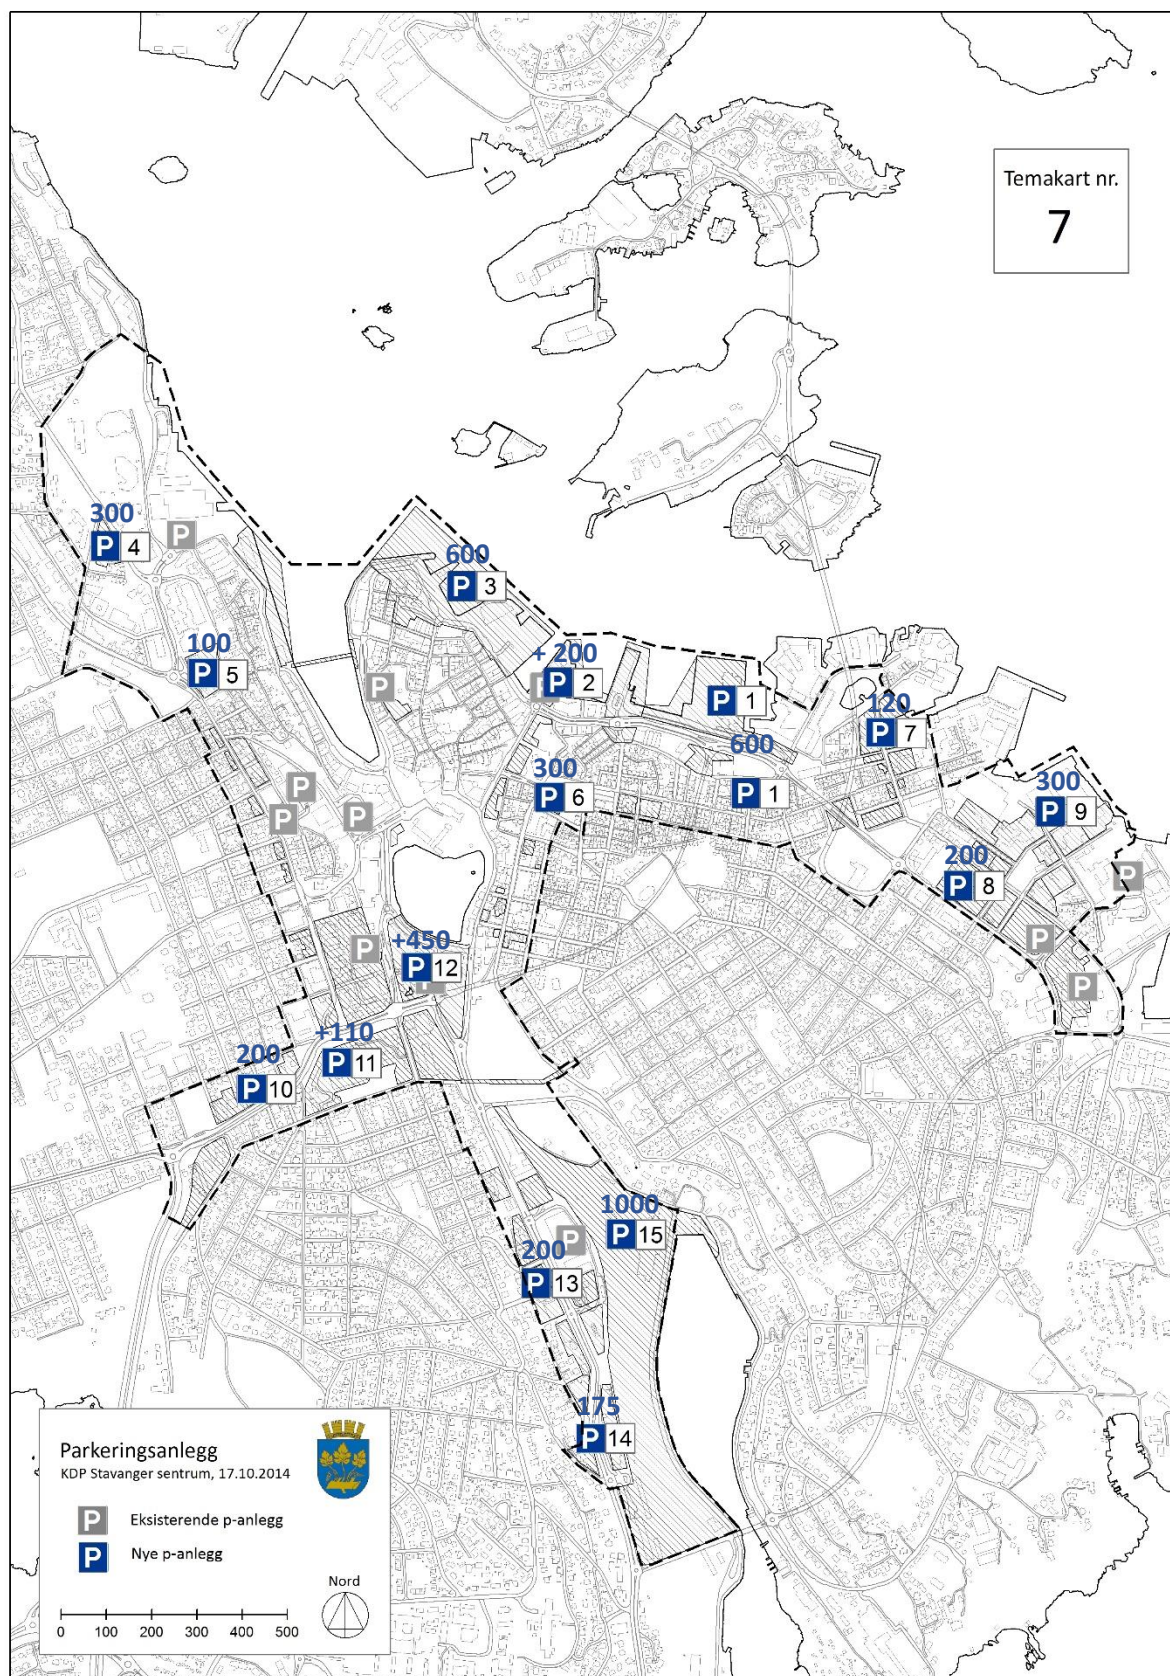 Temakart nr.
7
300
P 4
P
600
P 3
100
P 5
+ 200
P P 2
P
P 1
120
P 7
600
P 1
300
P 6
P
P
P
300
P 9
200
P 8
P
P
P
P
+450
P 12
P
+110
P 11
200
P 10
1000
P 15
P
200
P 13
175
P 14
Parkeringsanlegg
KDP Stavanger sentrum, 17.10.2014
P Eksisterende p-anlegg
P Nye p-anlegg
Nord
0 100 200 300 400 500